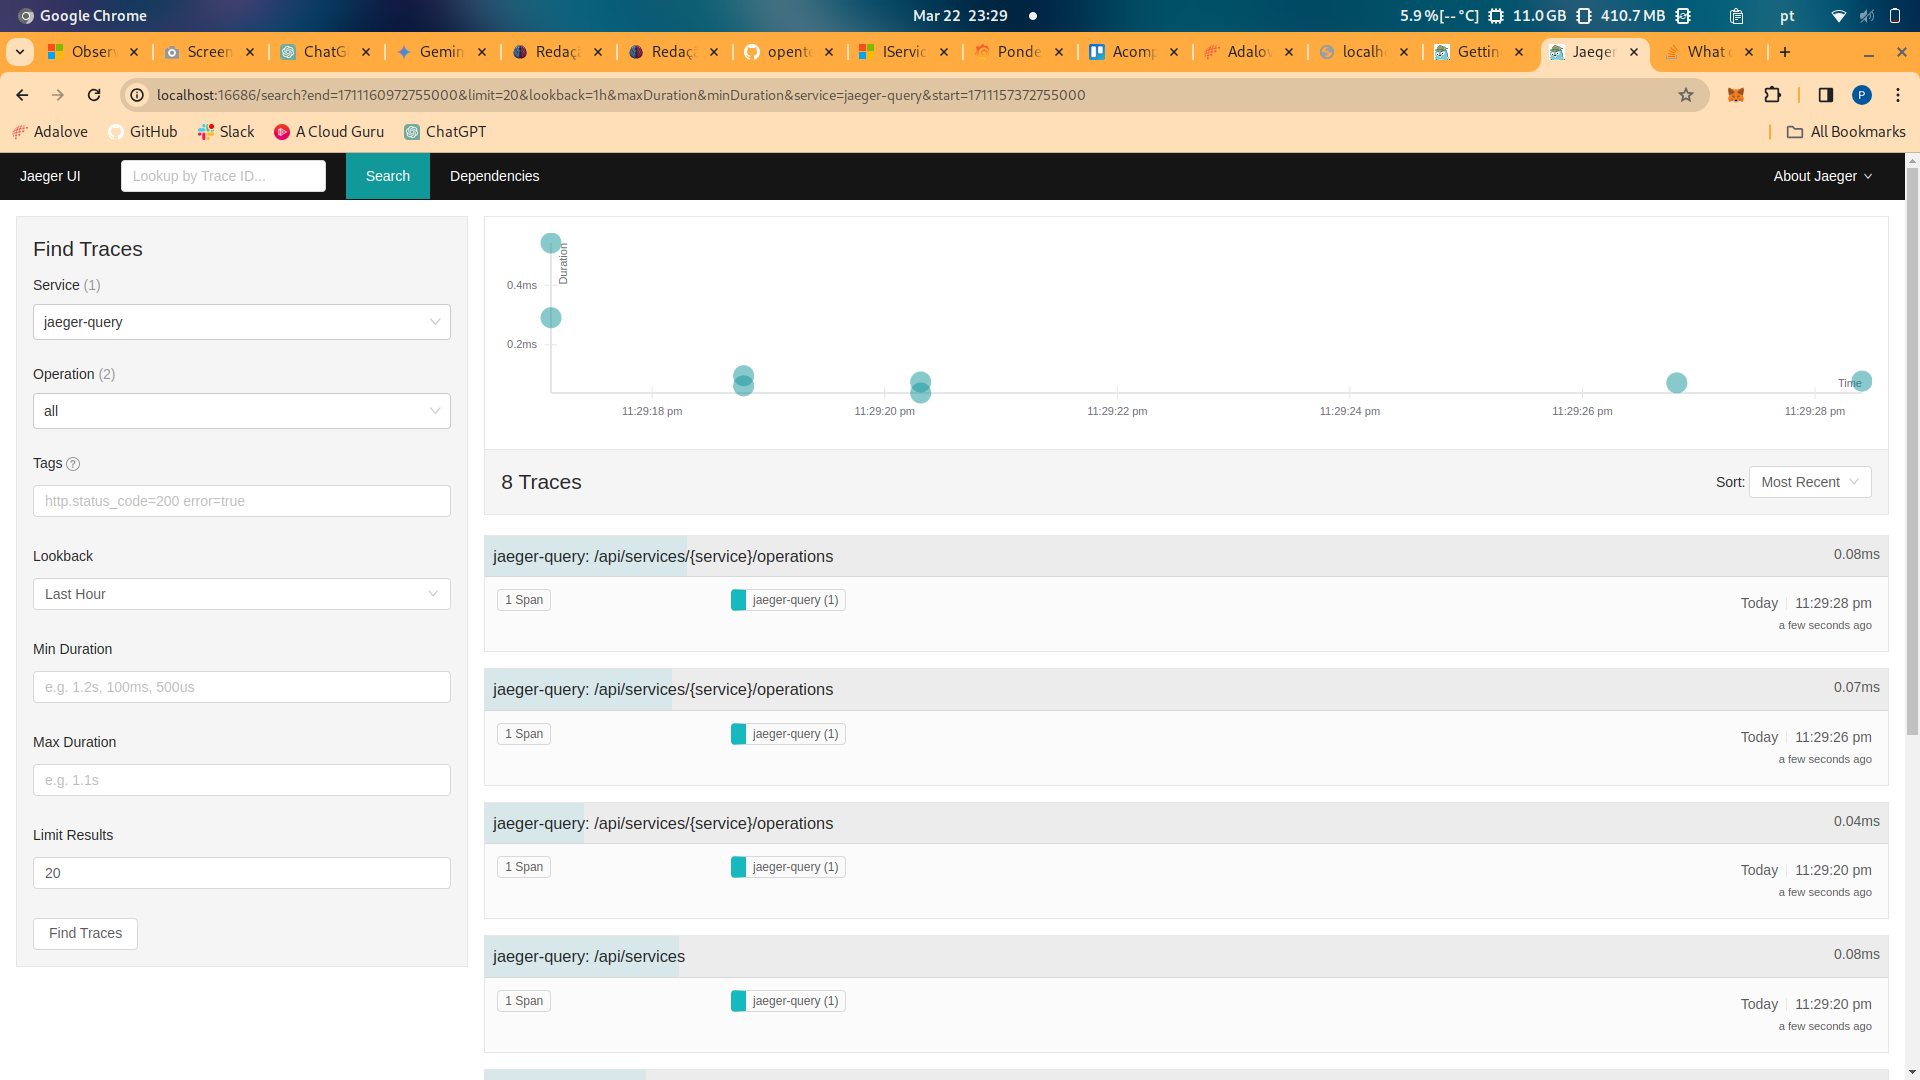 Google Chrome
Mar 22 23:29
5.9 %[-- °C] 11.0 GB 410.7 MB
pt
Observ
Screen
ChatG
Gemin
Redaç
Redaç
opente
IServic
Ponde
Acomp
Adalov
localho
Gettin
Jaeger
What
localhost:16686/search?end=1711160972755000&limit=20&lookback=1h&maxDuration&minDuration&service=jaeger-query&start=1711157372755000
P
Adalove GitHub Slack A Cloud Guru ChatGPT
All Bookmarks
Jaeger UI
Lookup by Trace ID...
Search
Dependencies
About Jaeger
Find Traces
Service (1)
jaeger-query
Operation (2)
all
Tags ?
http.status_code=200 error=true
Lookback
Last Hour
Min Duration
e.g. 1.2s, 100ms, 500us
Max Duration
e.g. 1.1s
Limit Results
20
Find Traces
Duration
0.4ms
0.2ms
Time
11:29:18 pm
11:29:20 pm
11:29:22 pm
11:29:24 pm
11:29:26 pm
11:29:28 pm
8 Traces
Sort: Most Recent
jaeger-query: /api/services/{service}/operations
0.08ms
1 Span
jaeger-query (1)
Today 11:29:28 pm
a few seconds ago
jaeger-query: /api/services/{service}/operations
0.07ms
1 Span
jaeger-query (1)
Today 11:29:26 pm
a few seconds ago
jaeger-query: /api/services/{service}/operations
0.04ms
1 Span
jaeger-query (1)
Today 11:29:20 pm
a few seconds ago
jaeger-query: /api/services
0.08ms
1 Span
jaeger-query (1)
Today 11:29:20 pm
a few seconds ago